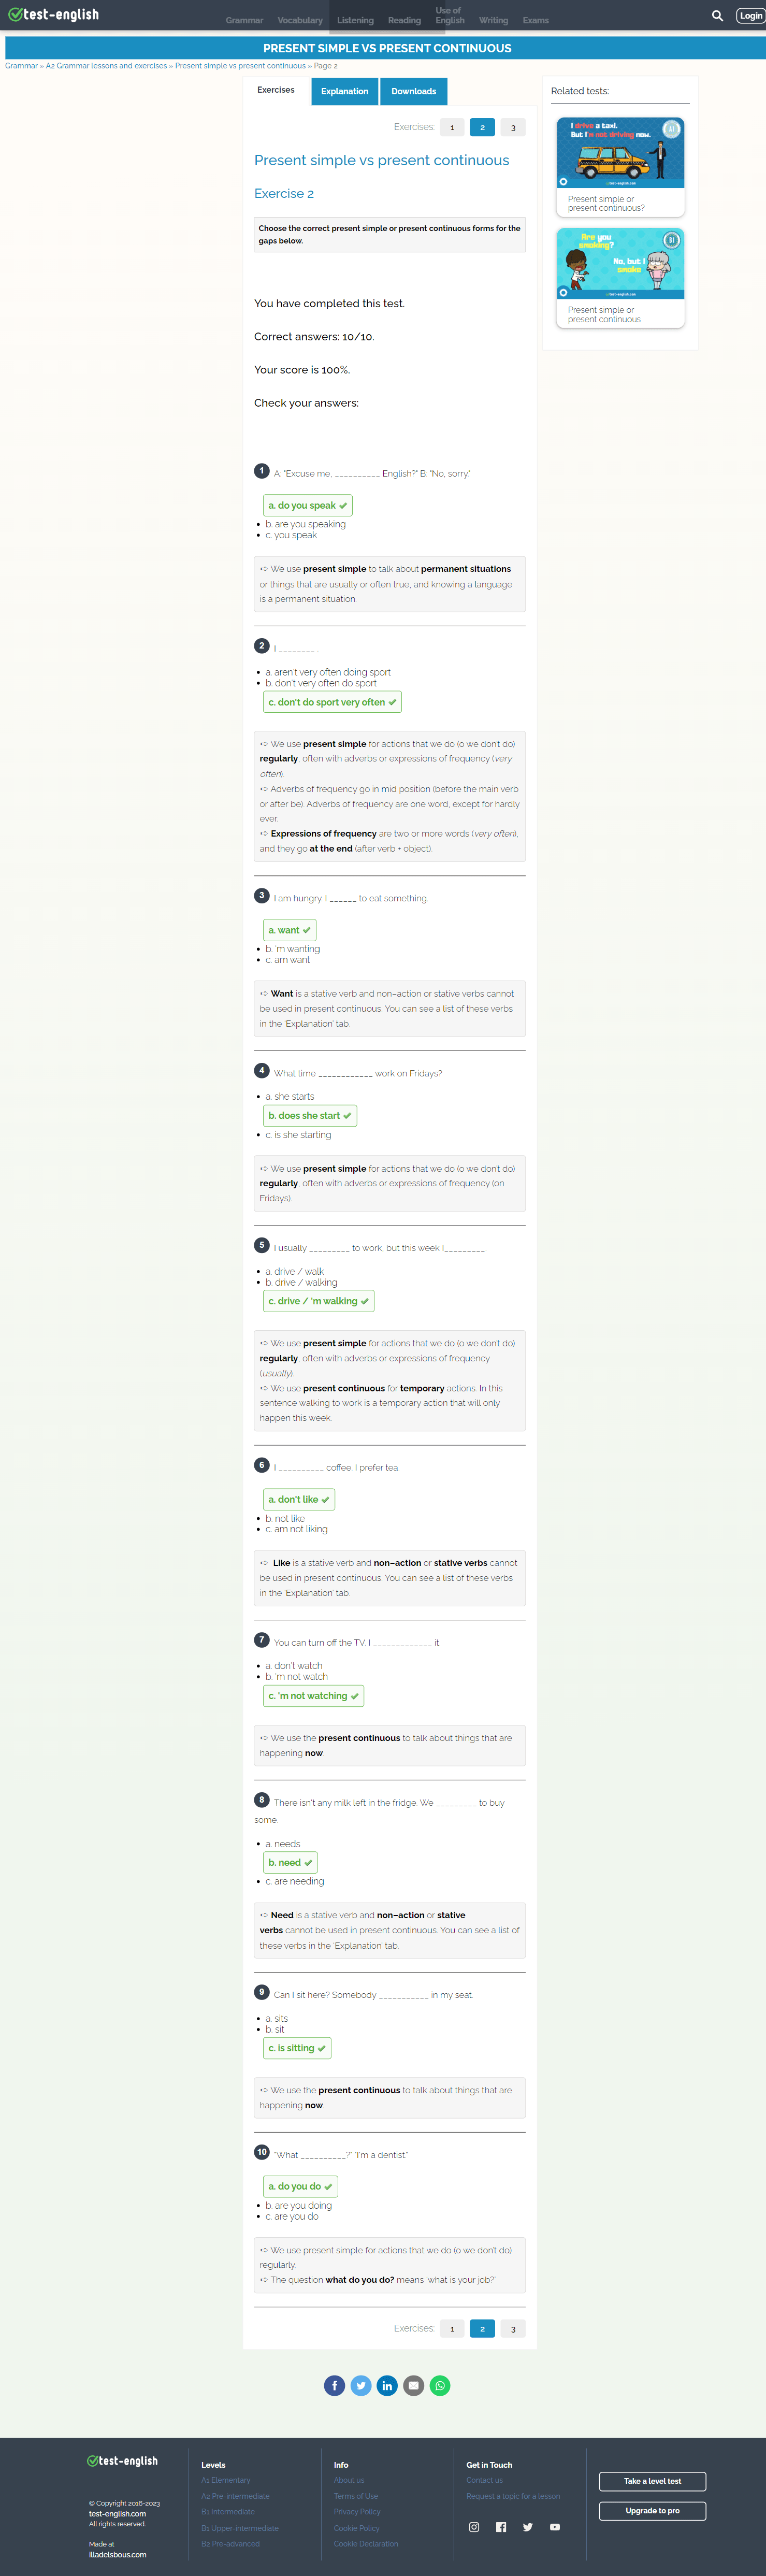 test-english
Grammar Vocabulary Listening Reading Use of English Writing Exams
Login
PRESENT SIMPLE VS PRESENT CONTINUOUS
Grammar » A2 Grammar lessons and exercises » Present simple vs present continuous » Page 2
Exercises Explanation Downloads
Exercises: 1 2 3
Present simple vs present continuous
Exercise 2
Choose the correct present simple or present continuous forms for the
gaps below.
You have completed this test.
Correct answers: 10/10.
Your score is 100%.
Check your answers:
1 A: "Excuse me, __________ English?" B: "No, sorry."
a. do you speak
b. are you speaking
c. you speak
➪ We use present simple to talk about permanent situations
or things that are usually or often true, and knowing a language
is a permanent situation.
2 I ________ .
a. aren't very often doing sport
b. don't very often do sport
c. don't do sport very often
➪ We use present simple for actions that we do (o we don't do)
regularly, often with adverbs or expressions of frequency (very
often).
➪ Adverbs of frequency go in mid position (before the main verb
or after be). Adverbs of frequency are one word, except for hardly
ever.
➪ Expressions of frequency are two or more words (very often),
and they go at the end (after verb + object).
3 I am hungry. I ______ to eat something.
a. want
b. 'm wanting
c. am want
➪ Want is a stative verb and non–action or stative verbs cannot
be used in present continuous. You can see a list of these verbs
in the 'Explanation' tab.
4 What time ____________ work on Fridays?
a. she starts
b. does she start
c. is she starting
➪ We use present simple for actions that we do (o we don't do)
regularly, often with adverbs or expressions of frequency (on
Fridays).
5 I usually _________ to work, but this week I_________.
a. drive / walk
b. drive / walking
c. drive / 'm walking
➪ We use present simple for actions that we do (o we don't do)
regularly, often with adverbs or expressions of frequency
(usually).
➪ We use present continuous for temporary actions. In this
sentence walking to work is a temporary action that will only
happen this week.
6 I __________ coffee. I prefer tea.
a. don't like
b. not like
c. am not liking
➪ Like is a stative verb and non–action or stative verbs cannot
be used in present continuous. You can see a list of these verbs
in the 'Explanation' tab.
7 You can turn off the TV. I _____________ it.
a. don't watch
b. 'm not watch
c. 'm not watching
➪ We use the present continuous to talk about things that are
happening now.
8 There isn't any milk left in the fridge. We _________ to buy
some.
a. needs
b. need
c. are needing
➪ Need is a stative verb and non–action or stative
verbs cannot be used in present continuous. You can see a list of
these verbs in the 'Explanation' tab.
9 Can I sit here? Somebody ___________ in my seat.
a. sits
b. sit
c. is sitting
➪ We use the present continuous to talk about things that are
happening now.
10 "What __________?" "I'm a dentist."
a. do you do
b. are you doing
c. are you do
➪ We use present simple for actions that we do (o we don't do)
regularly.
➪ The question what do you do? means 'what is your job?'
Exercises: 1 2 3
Related tests:
I drive a taxi.
But I'm not driving now.
test-english.com
Present simple or
present continuous?
Are you
smoking?
No, but I
smoke
test-english.com
Present simple or
present continuous
test-english
© Copyright 2016-2023
test-english.com
All rights reserved.
Made at
illadelsbous.com
Levels
A1 Elementary
A2 Pre-intermediate
B1 Intermediate
B1 Upper-intermediate
B2 Pre-advanced
Info
About us
Terms of Use
Privacy Policy
Cookie Policy
Cookie Declaration
Get in Touch
Contact us
Request a topic for a lesson
Take a level test
Upgrade to pro